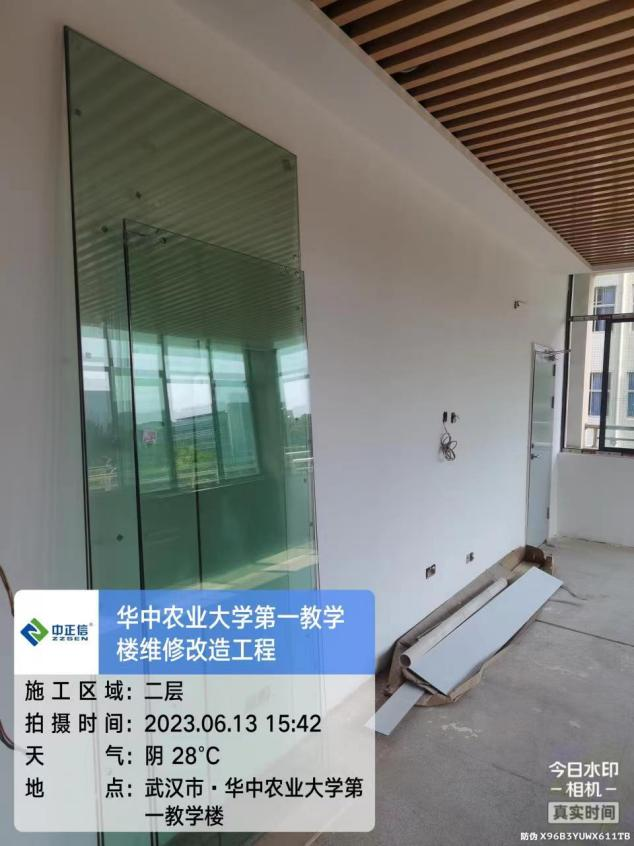 中正信®
ZZSEN
华中农业大学第一教学
楼维修改造工程
施工区域：二层
拍摄时间：2023.06.13 15:42
天气：阴 28℃
地点：武汉市·华中农业大学第
一教学楼
今日水印
-相机-
真实时间
防伪 X96B3YUWX611TB